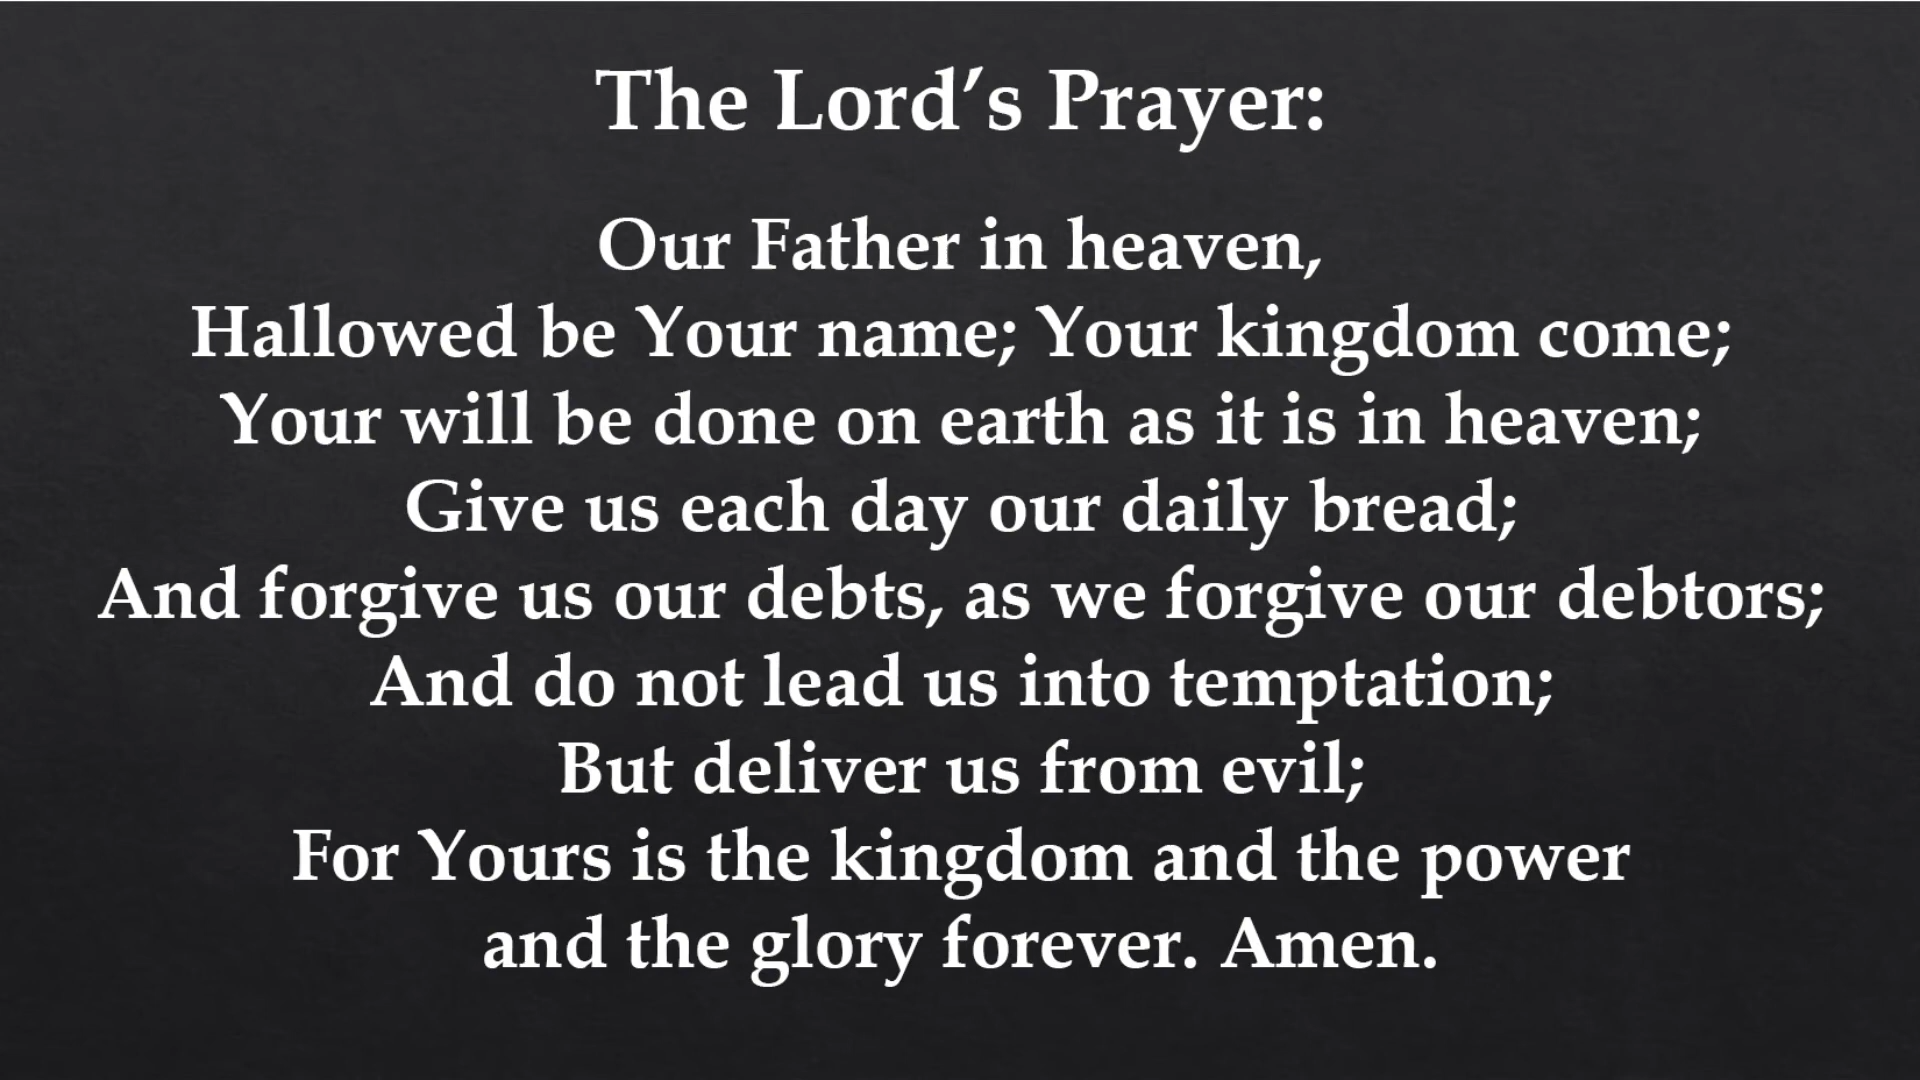 The Lord’s Prayer:
Our Father in heaven,
Hallowed be Your name; Your kingdom come;
Your will be done on earth as it is in heaven;
Give us each day our daily bread;
And forgive us our debts, as we forgive our debtors;
And do not lead us into temptation;
But deliver us from evil;
For Yours is the kingdom and the power
and the glory forever. Amen.